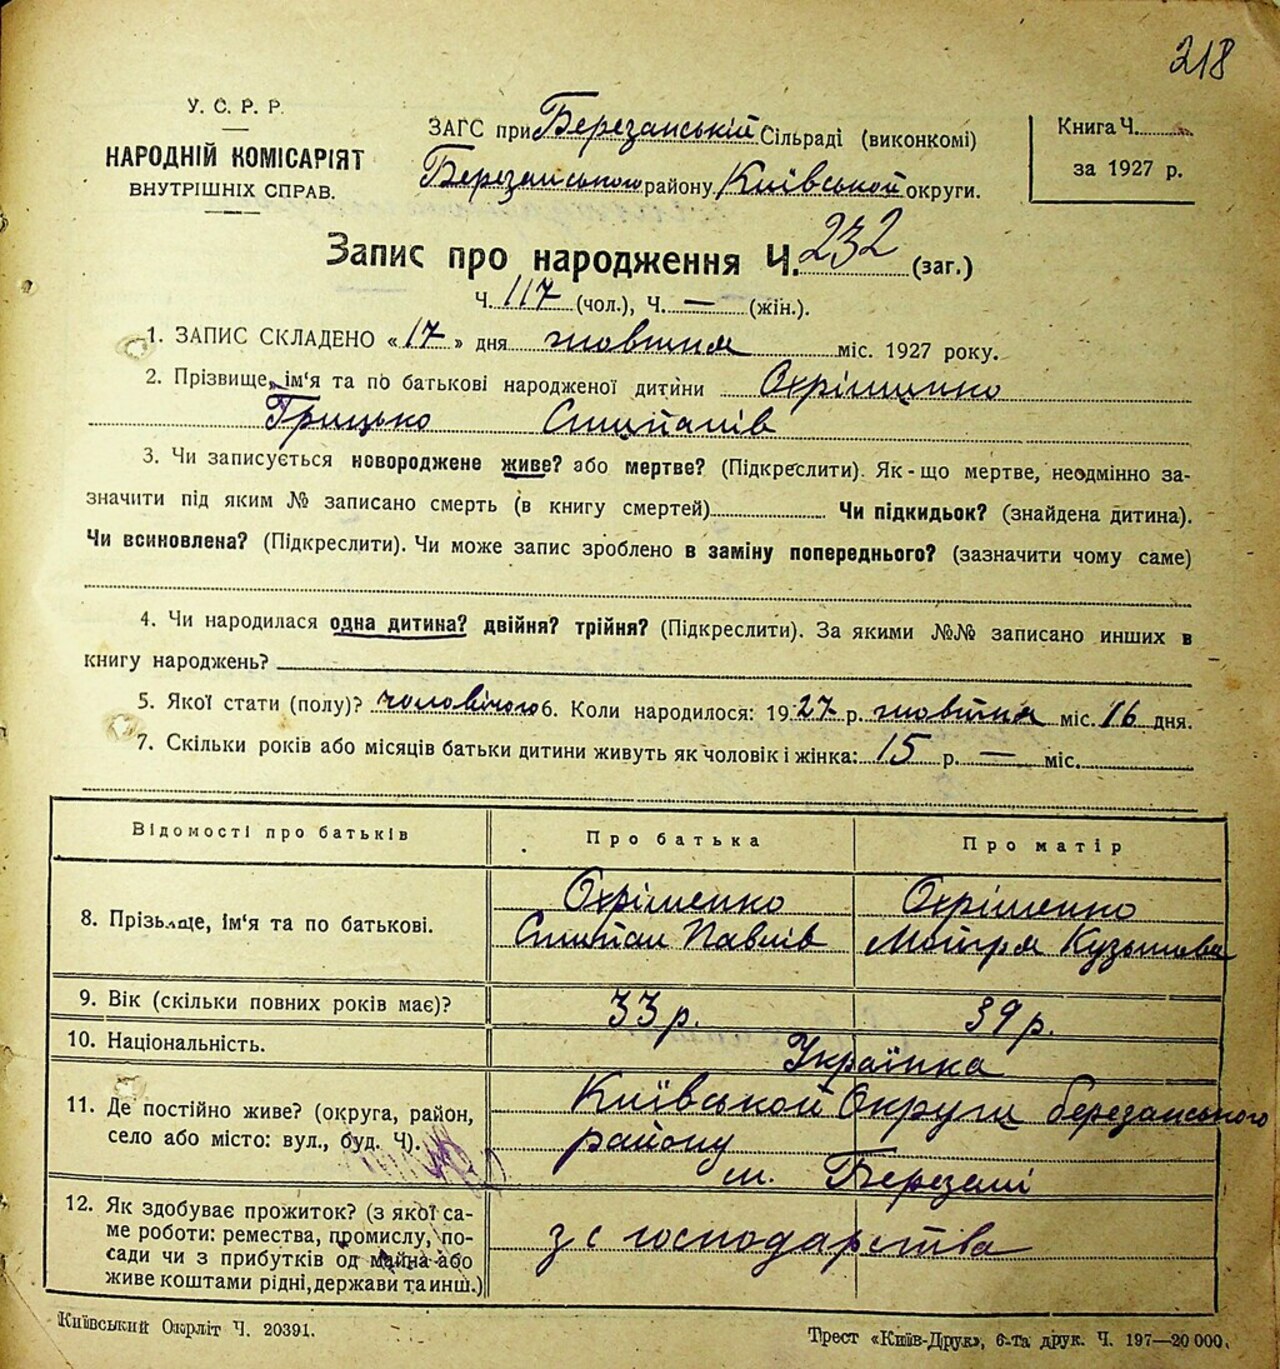 218
У. С. Р. Р.
НАРОДНІЙ КОМІСАРІЯТ
ВНУТРІШНІХ СПРАВ.
ЗАГС при Березанській Сільраді (виконкомі)
Березанського району Київської округи.
Книга Ч.
за 1927 р.
Запис про народження Ч. 232 (заг.)
Ч. 117 (чол.), Ч. — (жін.).
1. ЗАПИС СКЛАДЕНО «17» дня жовтня міс. 1927 року.
2. Прізвище, ім'я та по батькові народженої дитини Охріменко
Грицько Степанів
3. Чи записується новороджене живе? або мертве? (Підкреслити). Як-що мертве, неодмінно за-
значити під яким № записано смерть (в книгу смертей) Чи підкидьок? (знайдена дитина).
Чи всиновлена? (Підкреслити). Чи може запис зроблено в заміну попереднього? (зазначити чому саме)
4. Чи народилася одна дитина? двійня? трійня? (Підкреслити). За якими №№ записано инших в
книгу народжень?
5. Якої стати (полу)? чоловічого 6. Коли народилося: 1927 р. жовтня міс. 16 дня.
7. Скільки років або місяців батьки дитини живуть як чоловік і жінка: 15 р. — міс.
Відомості про батьків Про батька Про матір
8. Прізвище, ім'я та по батькові.
Охріменко Охріменко
Степан Павлів Мотря Кузьмова
9. Вік (скільки повних років має)? 33 р. 39 р.
10. Національність. Українка
11. Де постійно живе? (округа, район,
село або місто: вул., буд. Ч).
Київської Округи березанського
району
м. Березані
12. Як здобуває прожиток? (з якої са-
ме роботи: ремества, промислу, по-
сади чи з прибутків од майна або
живе коштами рідні, держави та инш.)
з с господарства
Київський Окрліт Ч. 20391.
Трест «Київ-Друк», 6-та друк. Ч. 197—20 000.